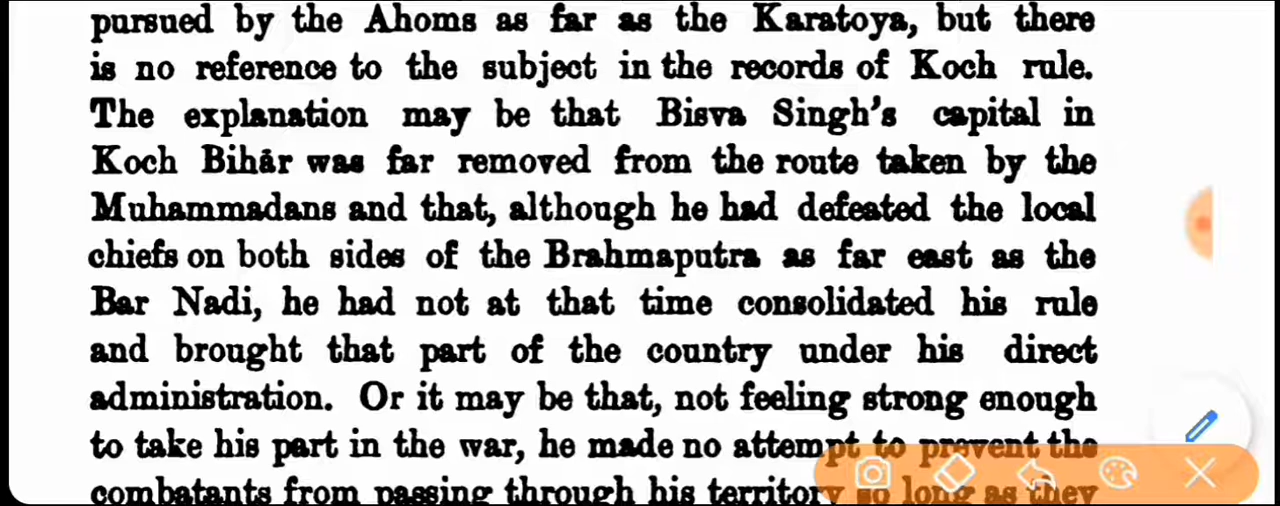 pursued by the Ahoms as far as the Karatoya, but there
is no reference to the subject in the records of Koch rule.
The explanation may be that Bisva Singh's capital in
Koch Bihār was far removed from the route taken by the
Muhammadans and that, although he had defeated the local
chiefs on both sides of the Brahmaputra as far east as the
Bar Nadi, he had not at that time consolidated his rule
and brought that part of the country under his direct
administration. Or it may be that, not feeling strong enough
to take his part in the war, he made no attempt to prevent the
combatants from passing through his territory so long as they